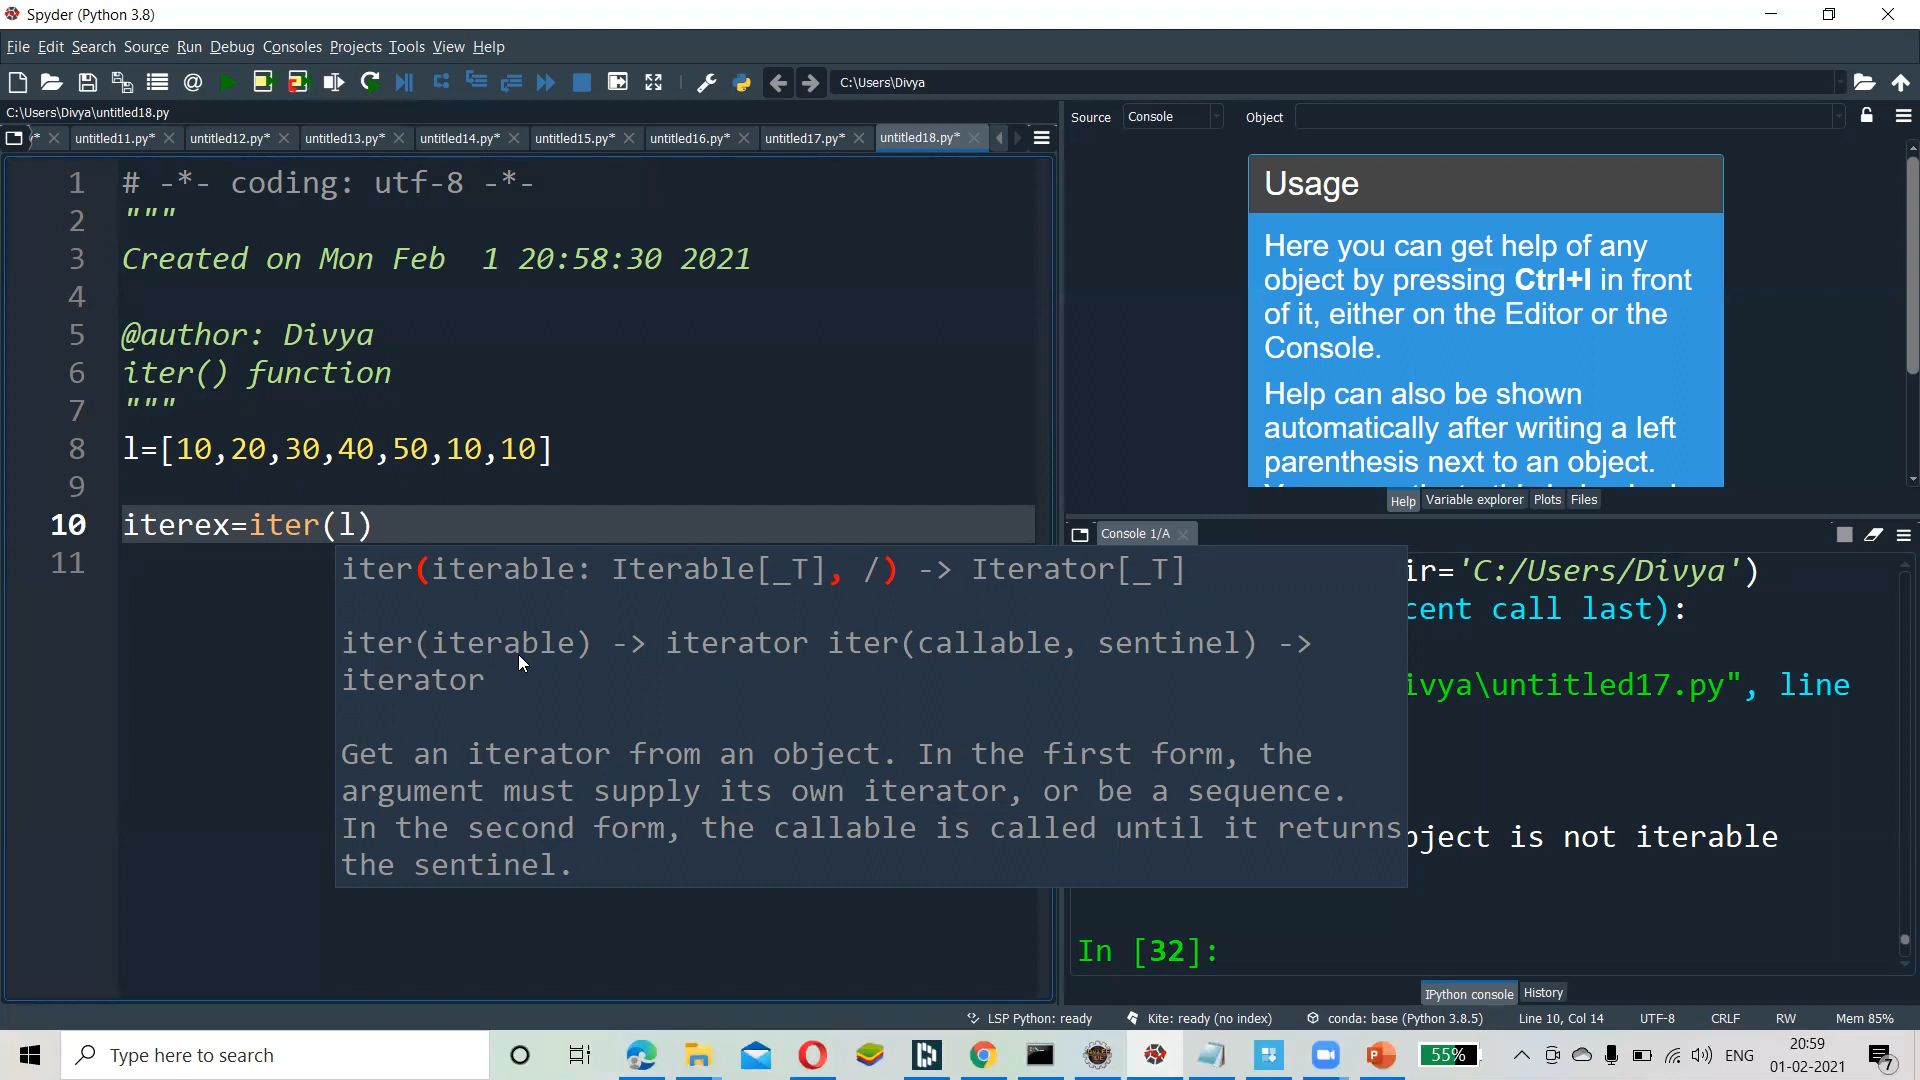 Spyder (Python 3.8)
File Edit Search Source Run Debug Consoles Projects Tools View Help
C:\Users\Divya
C:\Users\Divya\untitled18.py
untitled11.py* untitled12.py* untitled13.py* untitled14.py* untitled15.py* untitled16.py* untitled17.py* untitled18.py*
Source Console Object
1 # -*- coding: utf-8 -*-
2 """
3 Created on Mon Feb  1 20:58:30 2021
4
5 @author: Divya
6 iter() function
7 """
8 l=[10,20,30,40,50,10,10]
9
10 iterex=iter(l)
11
iter(iterable: Iterable[_T], /) -> Iterator[_T]
iter(iterable) -> iterator iter(callable, sentinel) ->
iterator
Get an iterator from an object. In the first form, the
argument must supply its own iterator, or be a sequence.
In the second form, the callable is called until it returns
the sentinel.
Usage
Here you can get help of any
object by pressing Ctrl+I in front
of it, either on the Editor or the
Console.
Help can also be shown
automatically after writing a left
parenthesis next to an object.
Help Variable explorer Plots Files
Console 1/A
ir='C:/Users/Divya')
cent call last):
ivya\untitled17.py", line
bject is not iterable
In [32]:
IPython console History
LSP Python: ready Kite: ready (no index) conda: base (Python 3.8.5) Line 10, Col 14 UTF-8 CRLF RW Mem 85%
Type here to search
55%
ENG
20:59
01-02-2021
7